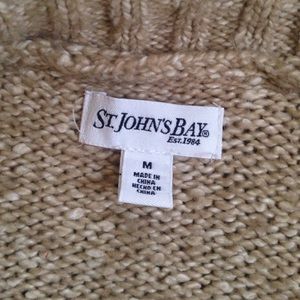 ST. JOHN'S BAY®
EST. 1984
M
MADE IN
CHINA
HECHO EN
CHINA